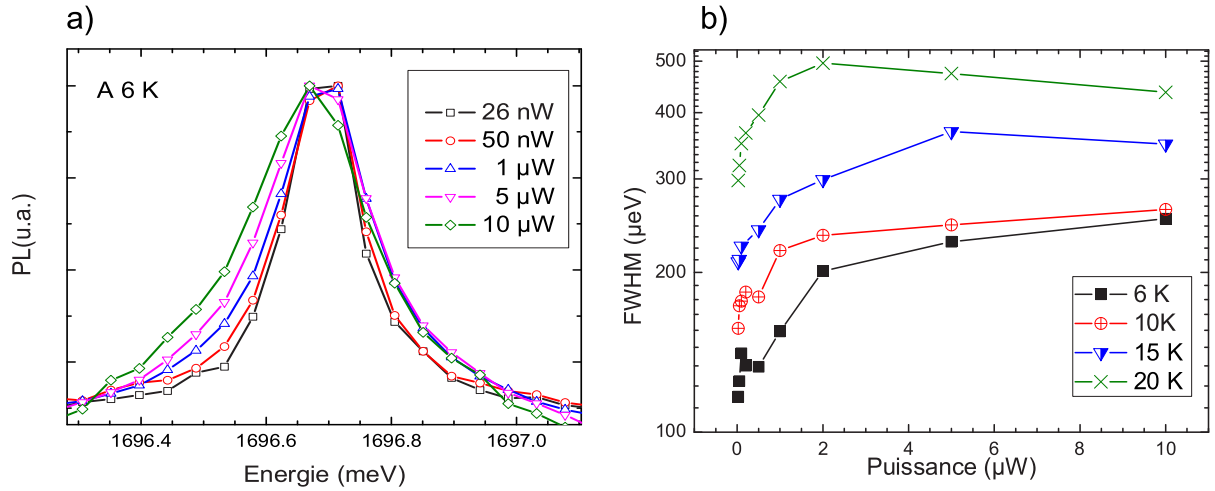 a)
A 6 K
26 nW
50 nW
1 µW
5 µW
10 µW
PL(u.a.)
1696.4
1696.6
1696.8
1697.0
Energie (meV)
b)
500
400
300
200
100
FWHM (µeV)
6 K
10K
15 K
20 K
0
2
4
6
8
10
Puissance (µW)